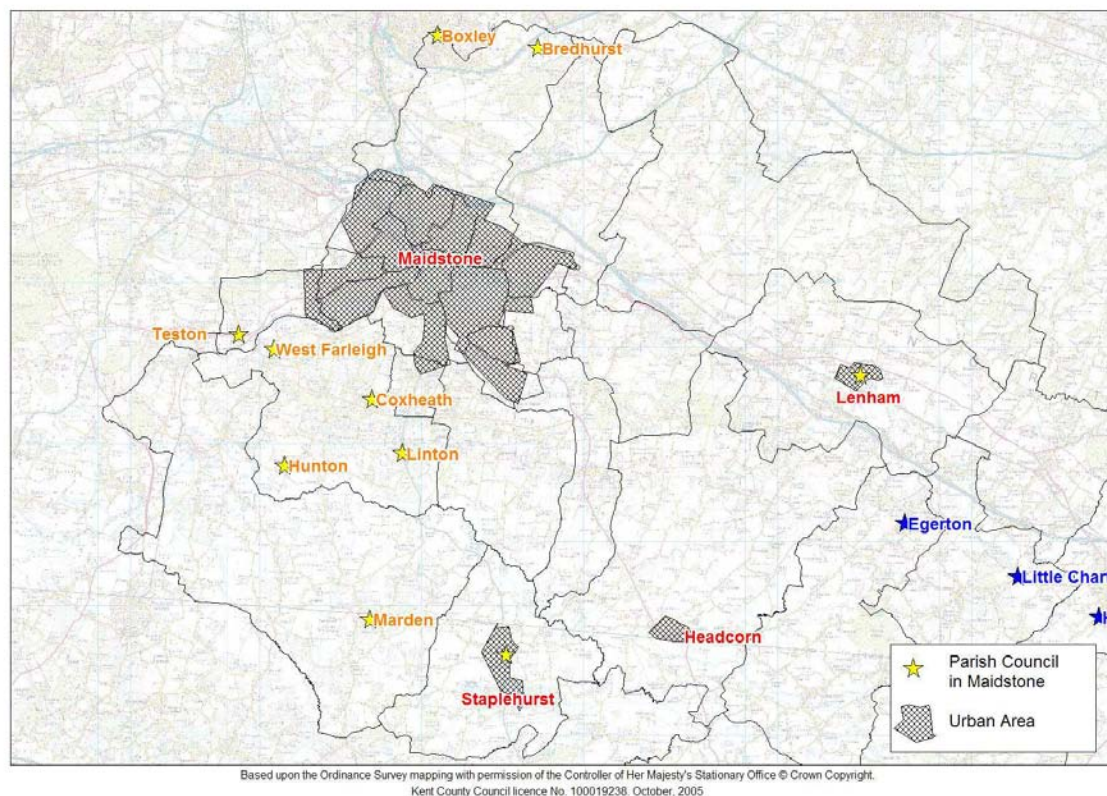 Boxley
Bredhurst
Maidstone
Teston
West Farleigh
Coxheath
Lenham
Linton
Hunton
Egerton
Little Chart
Marden
Headcorn
Staplehurst
Parish Council
in Maidstone
Urban Area
Based upon the Ordinance Survey mapping with permission of the Controller of Her Majesty's Stationary Office © Crown Copyright.
Kent County Council licence No. 100019238. October, 2005